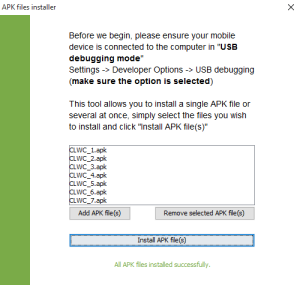 APK files installer
Before we begin, please ensure your mobile
device is connected to the computer in "USB
debugging mode"
Settings -> Developer Options -> USB debugging
(make sure the option is selected)
This tool allows you to install a single APK file or
several at once, simply select the files you wish
to install and click "Install APK file(s)"
CLWC_1.apk
CLWC_2.apk
CLWC_3.apk
CLWC_4.apk
CLWC_5.apk
CLWC_6.apk
CLWC_7.apk
Add APK file(s) Remove selected APK file(s)
Install APK file(s)
All APK files installed successfully.